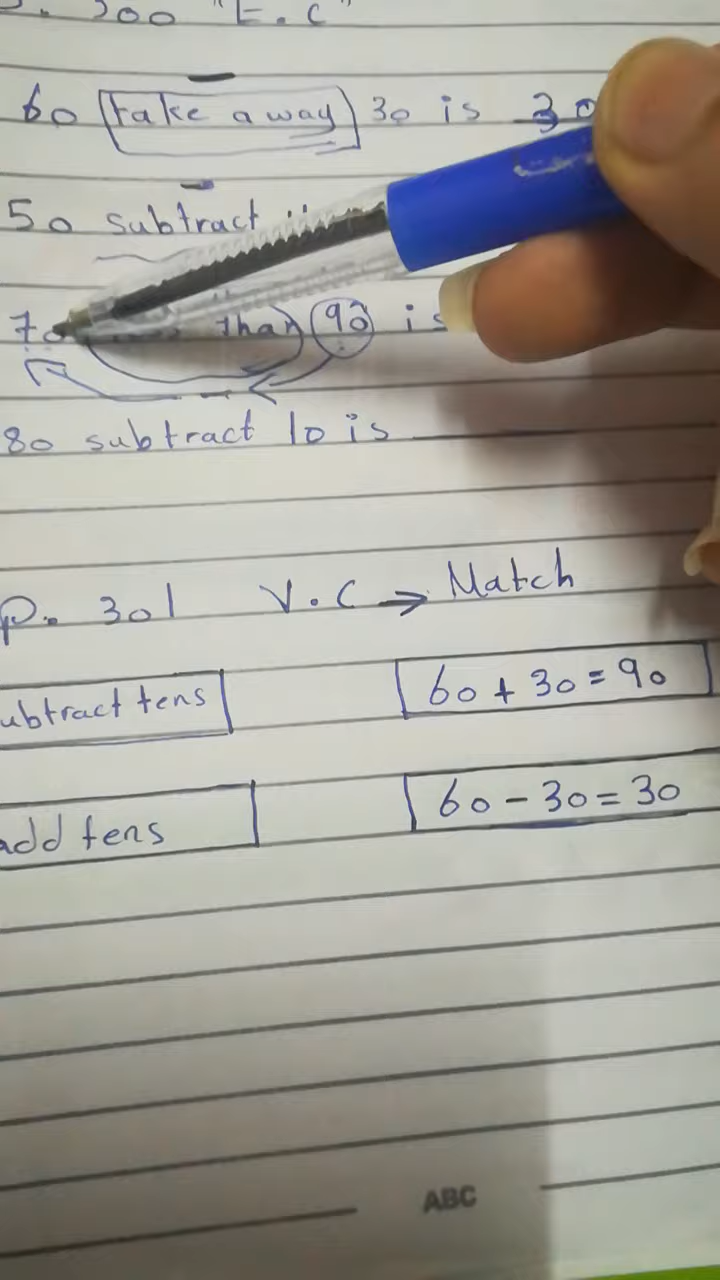 200 "E.C"
60 take away 30 is 30
50 subtract
70 than 90 is
80 subtract 10 is
p. 301 V.C → Match
ubtract tens 60 + 30 = 90
add tens 60 - 30 = 30
ABC